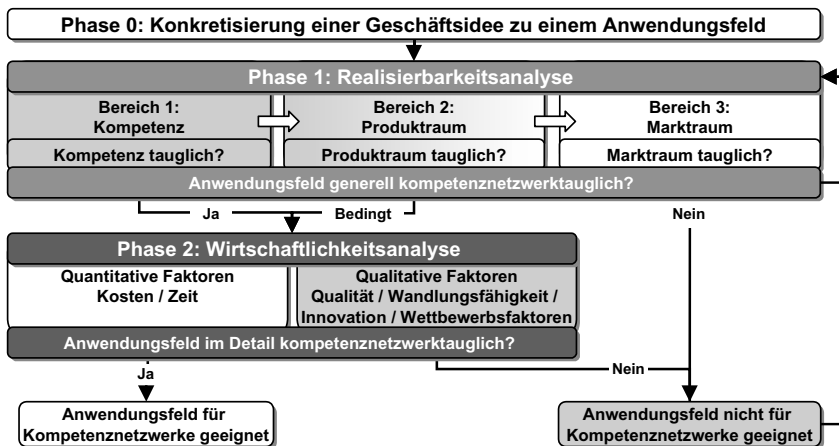 Phase 0: Konkretisierung einer Geschäftsidee zu einem Anwendungsfeld
Phase 1: Realisierbarkeitsanalyse
Bereich 1:
Kompetenz
Kompetenz tauglich?
Bereich 2:
Produktraum
Produktraum tauglich?
Bereich 3:
Marktraum
Marktraum tauglich?
Anwendungsfeld generell kompetenznetzwerktauglich?
Ja
Bedingt
Nein
Phase 2: Wirtschaftlichkeitsanalyse
Quantitative Faktoren
Kosten / Zeit
Qualitative Faktoren
Qualität / Wandlungsfähigkeit /
Innovation / Wettbewerbsfaktoren
Anwendungsfeld im Detail kompetenznetzwerktauglich?
Ja
Nein
Anwendungsfeld für
Kompetenznetzwerke geeignet
Anwendungsfeld nicht für
Kompetenznetzwerke geeignet